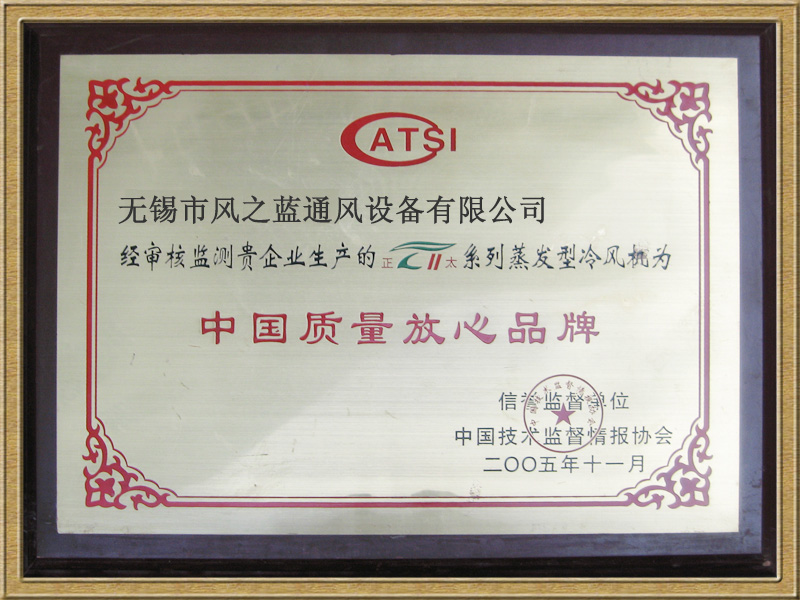 CATSI
无锡市风之蓝通风设备有限公司
经审核监测贵企业生产的 正 太 系列蒸发型冷风机为
中国质量放心品牌
信誉监督单位
中国技术监督情报协会
二〇〇五年十一月